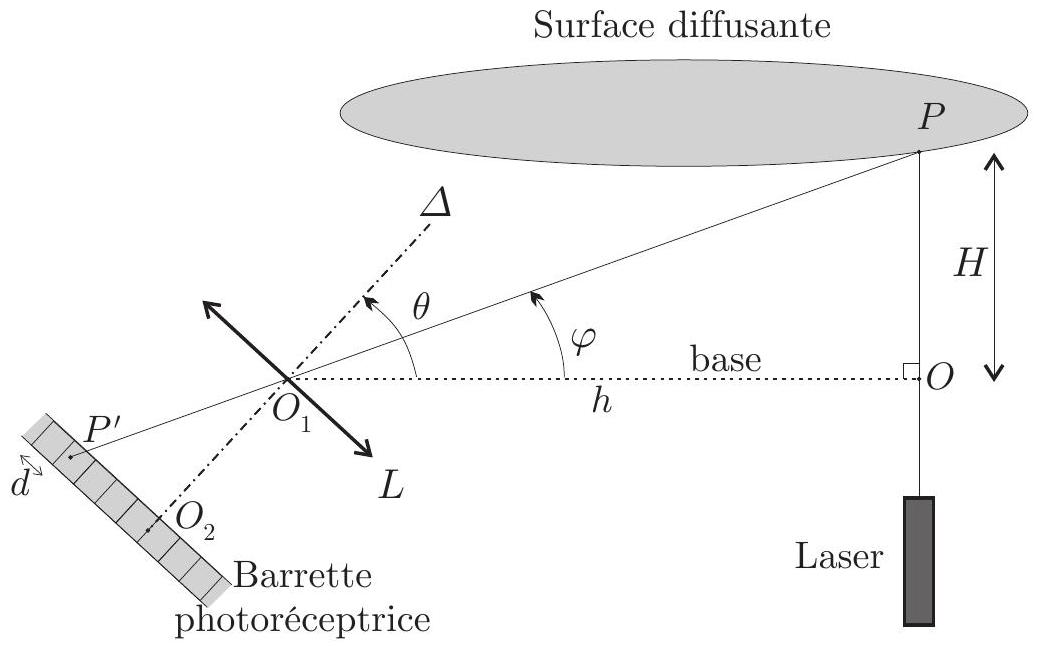 Surface diffusante
P
Δ
H
θ
φ
base
O
O₁
h
P′
L
d
O₂
Laser
Barrette
photoréceptrice